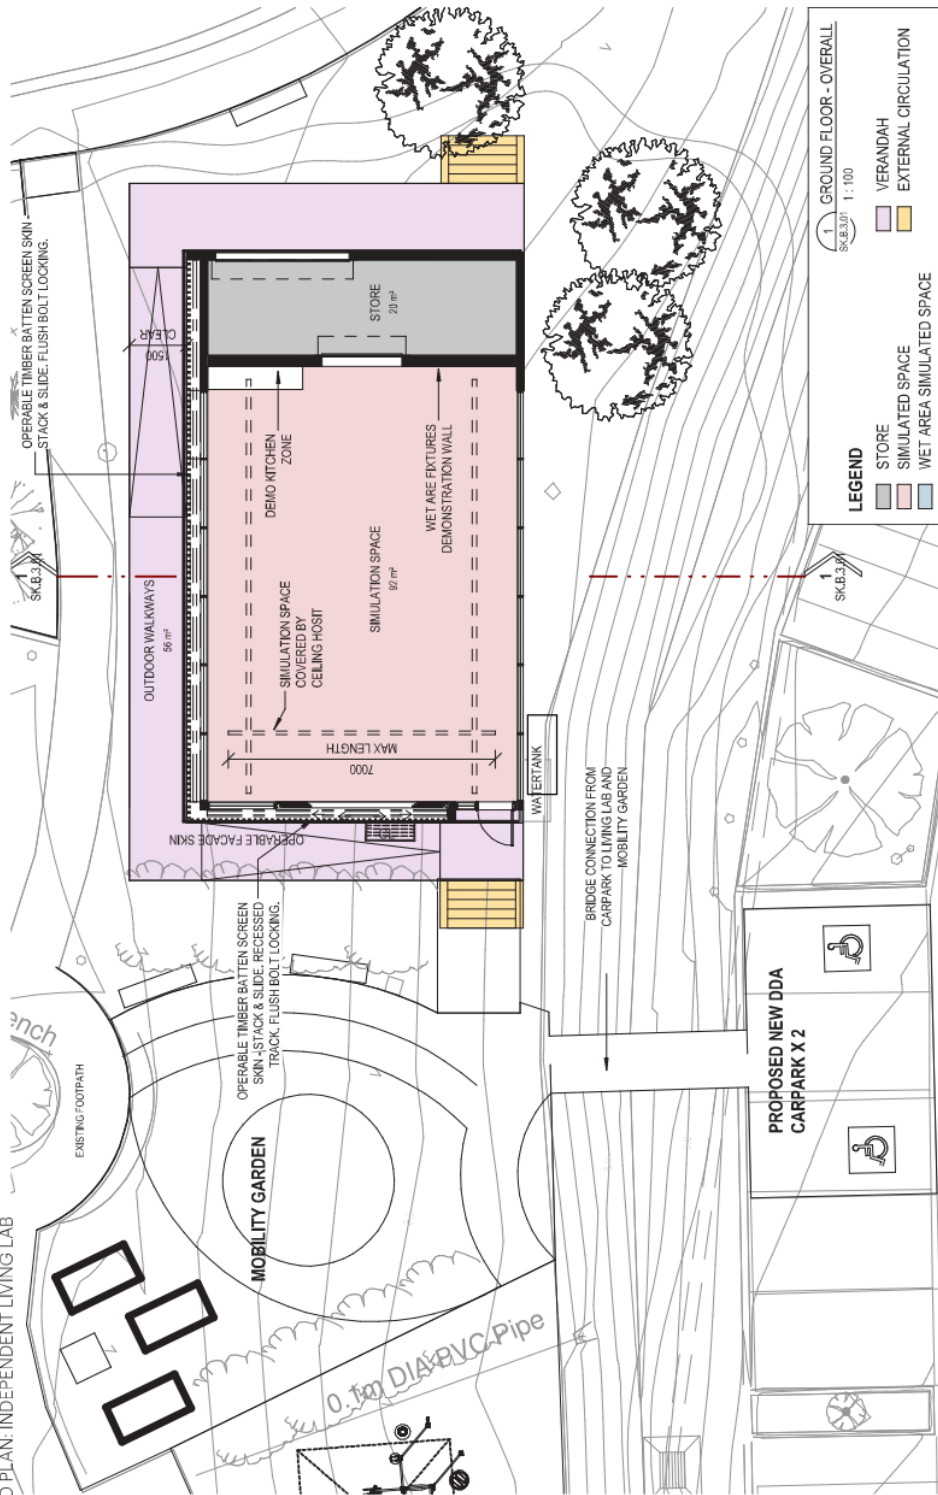 D PLAN: INDEPENDENT LIVING LAB
OPERABLE TIMBER BATTEN SCREEN SKIN -
STACK & SLIDE. FLUSH BOLT LOCKING.
1
SK.B.3.01
OUTDOOR WALKWAYS
56 m²
1500
CLEAR
STORE
20 m²
DEMO KITCHEN
ZONE
WET ARE FIXTURES
DEMONSTRATION WALL
SIMULATION SPACE
92 m²
SIMULATION SPACE
COVERED BY
CEILING HOSIT
7000
MAX LENGTH
OPERABLE FACADE SKIN
WATERTANK
OPERABLE TIMBER BATTEN SCREEN
SKIN - STACK & SLIDE. RECESSED
TRACK. FLUSH BOLT LOCKING.
BRIDGE CONNECTION FROM
CARPARK TO LIVING LAB AND
MOBILITY GARDEN
ench
EXISTING FOOTPATH
MOBILITY GARDEN
0.1m DIA PVC Pipe
PROPOSED NEW DDA
CARPARK X 2
1
SK.B.3.01
1
SK.B.3.01
GROUND FLOOR - OVERALL
1 : 100
LEGEND
STORE
SIMULATED SPACE
WET AREA SIMULATED SPACE
VERANDAH
EXTERNAL CIRCULATION